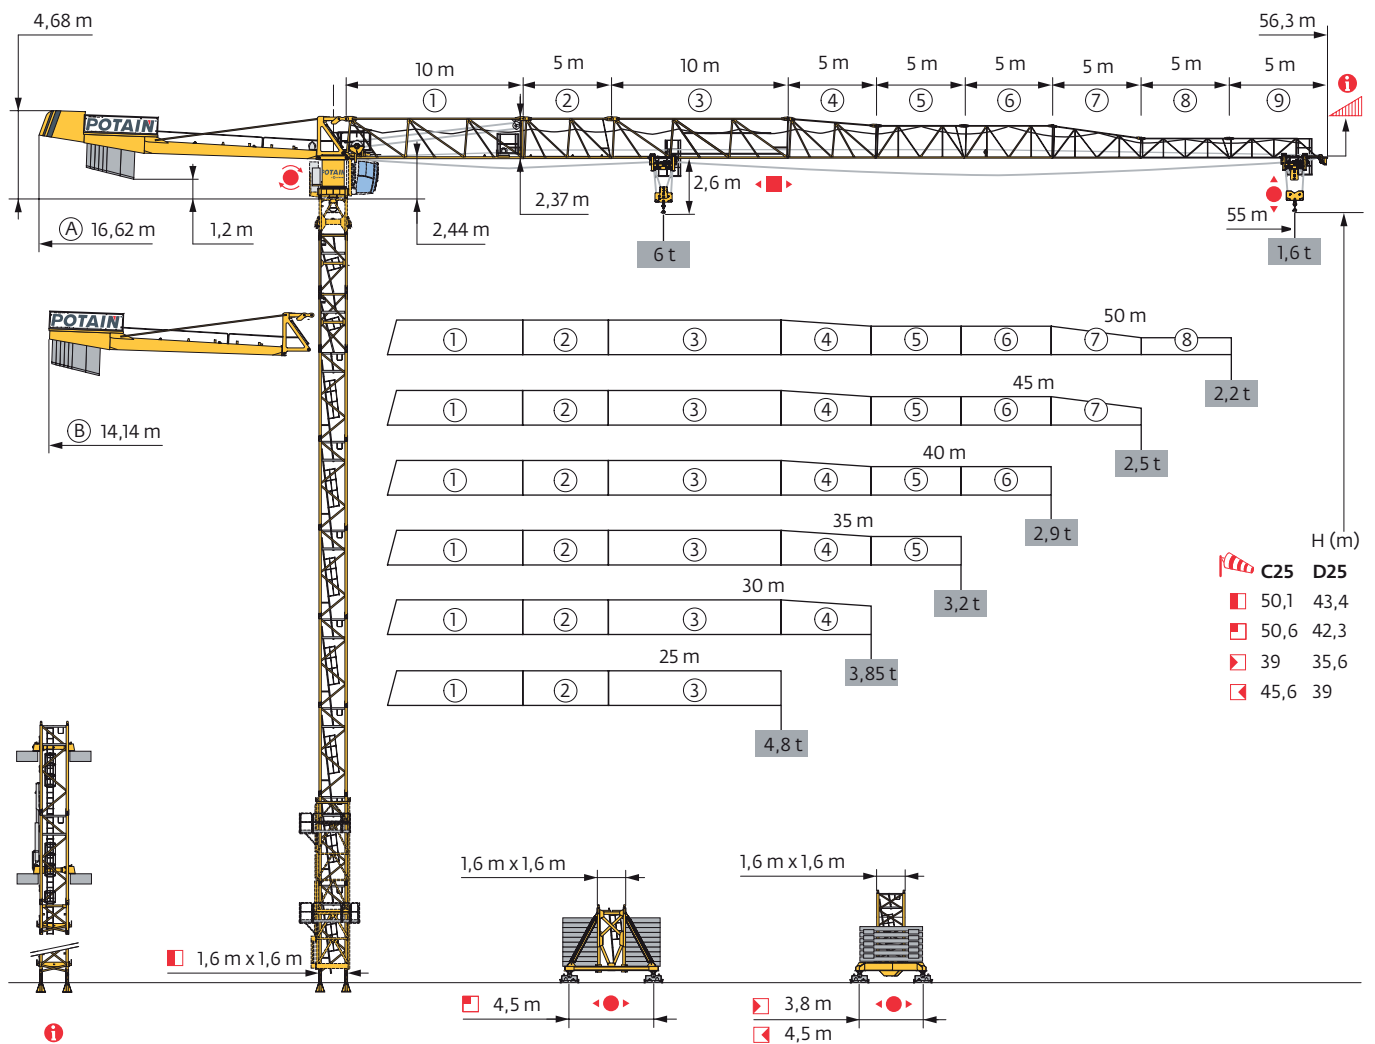 4,68 m
56,3 m
10 m
5 m
10 m
5 m
5 m
5 m
5 m
5 m
5 m
① ② ③ ④ ⑤ ⑥ ⑦ ⑧ ⑨
i
POTAIN
POTAIN
2,6 m
2,37 m
Ⓐ 16,62 m
1,2 m
2,44 m
55 m
6 t
1,6 t
POTAIN
Ⓑ 14,14 m
50 m
① ② ③ ④ ⑤ ⑥ ⑦ ⑧
2,2 t
45 m
① ② ③ ④ ⑤ ⑥ ⑦
2,5 t
40 m
① ② ③ ④ ⑤ ⑥
2,9 t
35 m
① ② ③ ④ ⑤
3,2 t
30 m
① ② ③ ④
3,85 t
25 m
① ② ③
4,8 t
H (m)
C25 D25
50,1 43,4
50,6 42,3
39 35,6
45,6 39
1,6 m x 1,6 m
1,6 m x 1,6 m
1,6 m x 1,6 m
4,5 m
3,8 m
4,5 m
i